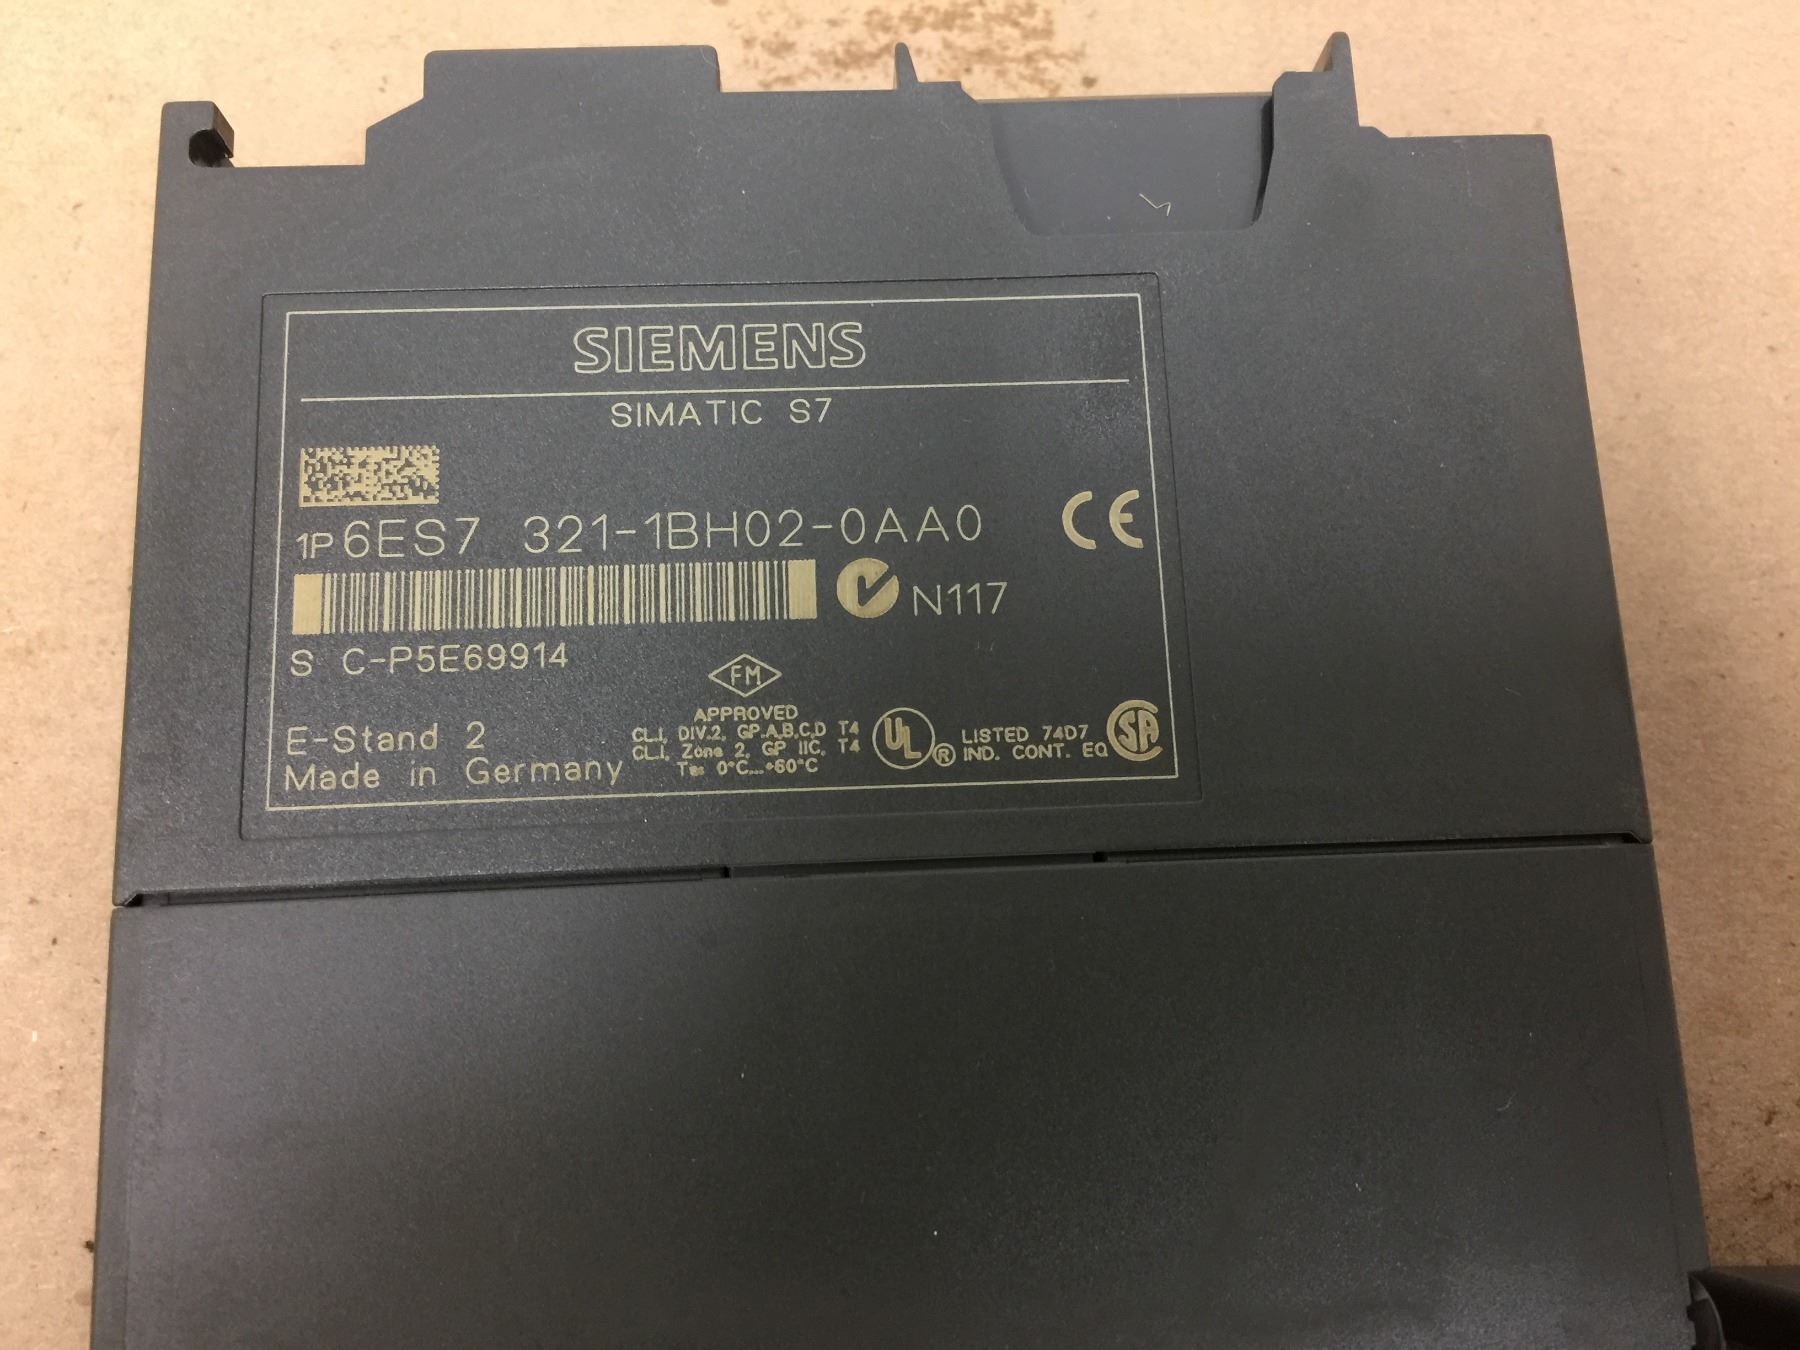 SIEMENS
SIMATIC S7
1P 6ES7 321-1BH02-0AA0
CE
N117
S C-P5E69914
FM
APPROVED
CL.I, DIV.2, GP.A,B,C,D T4
CL.I, Zone 2, GP IIC, T4
0°C...+60°C
UL ®
LISTED 74D7
IND. CONT. EQ
SA
E-Stand 2
Made in Germany